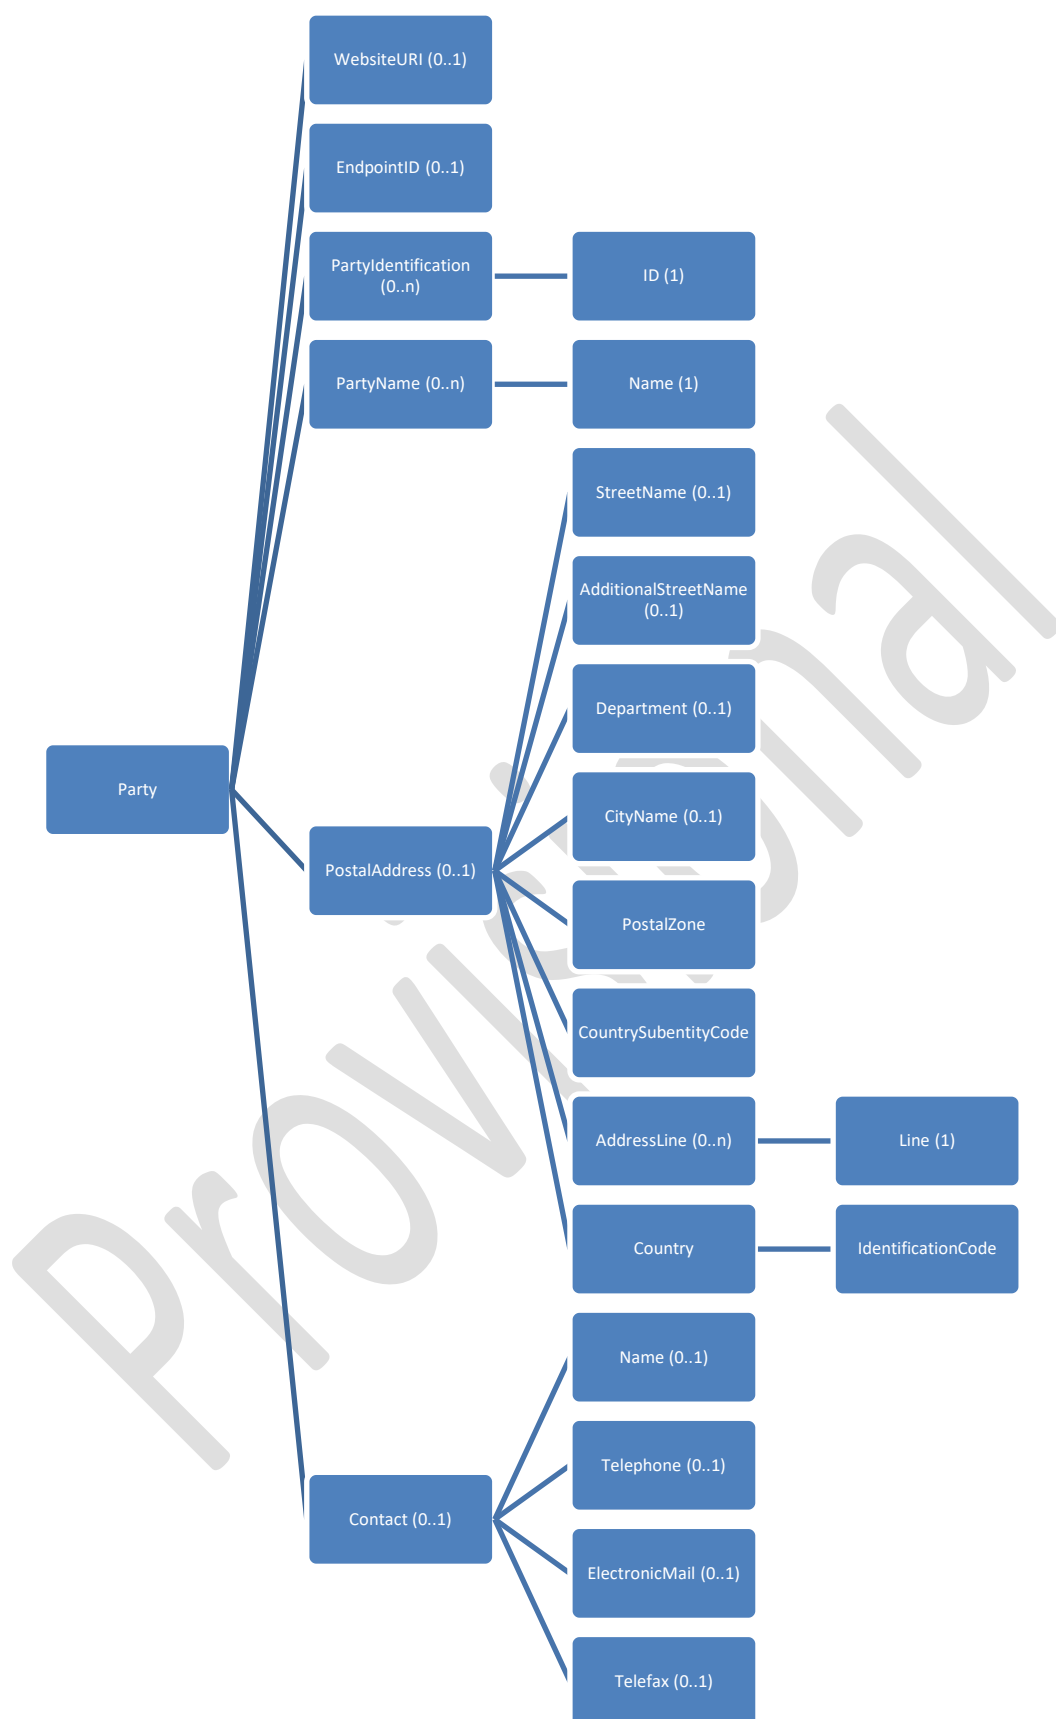 WebsiteURI (0..1)
EndpointID (0..1)
PartyIdentification
(0..n)
ID (1)
PartyName (0..n)
Name (1)
StreetName (0..1)
AdditionalStreetName
(0..1)
Department (0..1)
Party
CityName (0..1)
PostalAddress (0..1)
PostalZone
CountrySubentityCode
AddressLine (0..n)
Line (1)
Country
IdentificationCode
Name (0..1)
Telephone (0..1)
Contact (0..1)
ElectronicMail (0..1)
Telefax (0..1)
Provisional